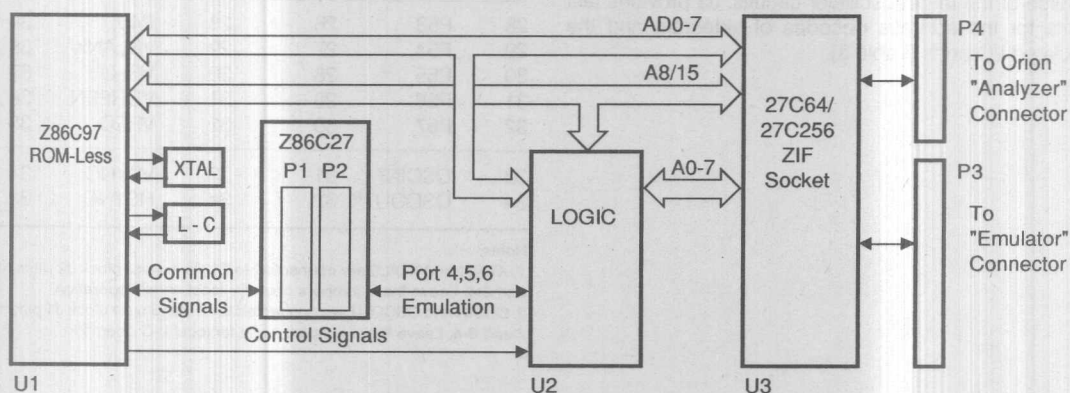 AD0-7
A8/15
Z86C97
ROM-Less
XTAL
L - C
Common
Signals
Z86C27
P1 P2
Control Signals
Port 4,5,6
Emulation
LOGIC
A0-7
27C64/
27C256
ZIF
Socket
P4
To Orion
"Analyzer"
Connector
P3
To
"Emulator"
Connector
U1
U2
U3